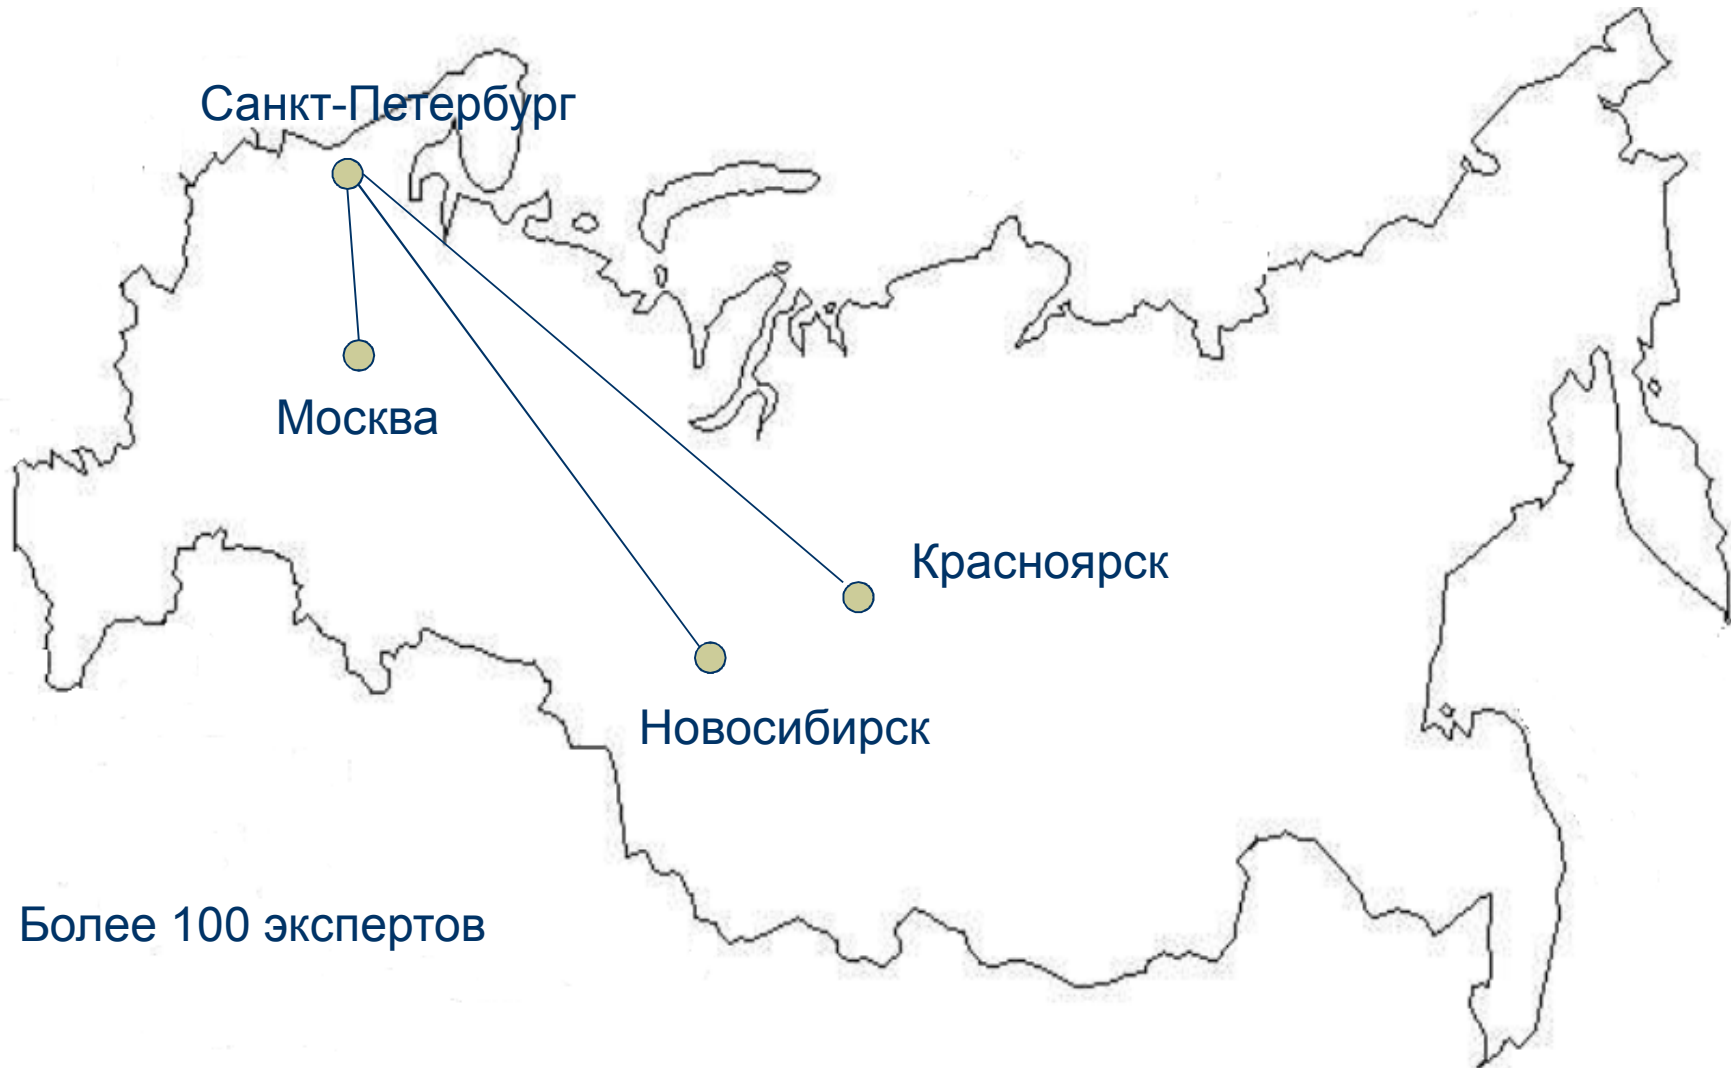 Санкт-Петербург
Москва
Красноярск
Новосибирск
Более 100 экспертов